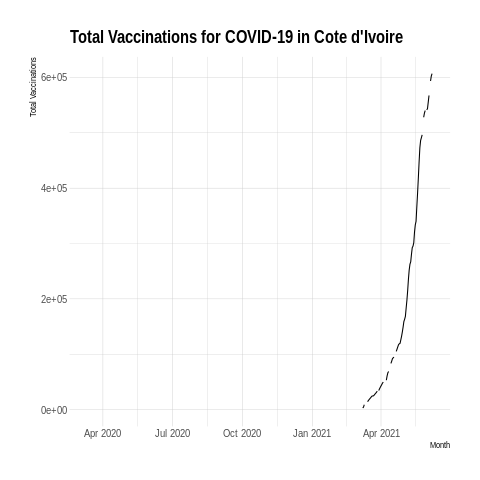 Total Vaccinations for COVID-19 in Cote d'Ivoire
Total Vaccinations
6e+05
4e+05
2e+05
0e+00
Apr 2020
Jul 2020
Oct 2020
Jan 2021
Apr 2021
Month